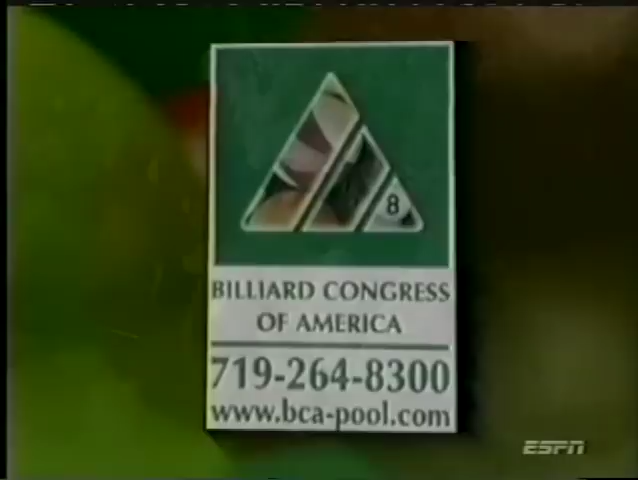 8
BILLIARD CONGRESS
OF AMERICA
719-264-8300
www.bca-pool.com
ESPN